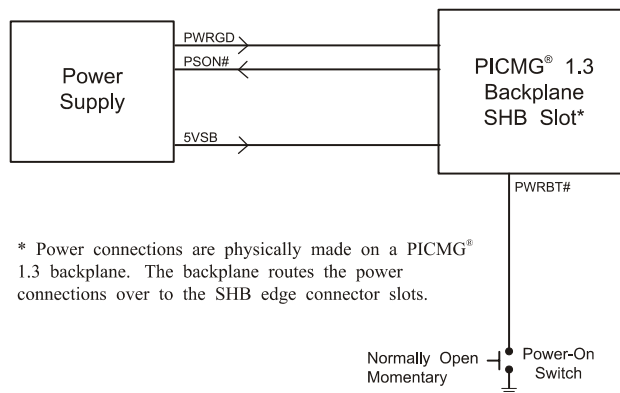 PWRGD
PSON#
Power
Supply
5VSB
PICMG® 1.3
Backplane
SHB Slot*
PWRBT#
* Power connections are physically made on a PICMG®
1.3 backplane. The backplane routes the power
connections over to the SHB edge connector slots.
Normally Open
Momentary
Power-On
Switch